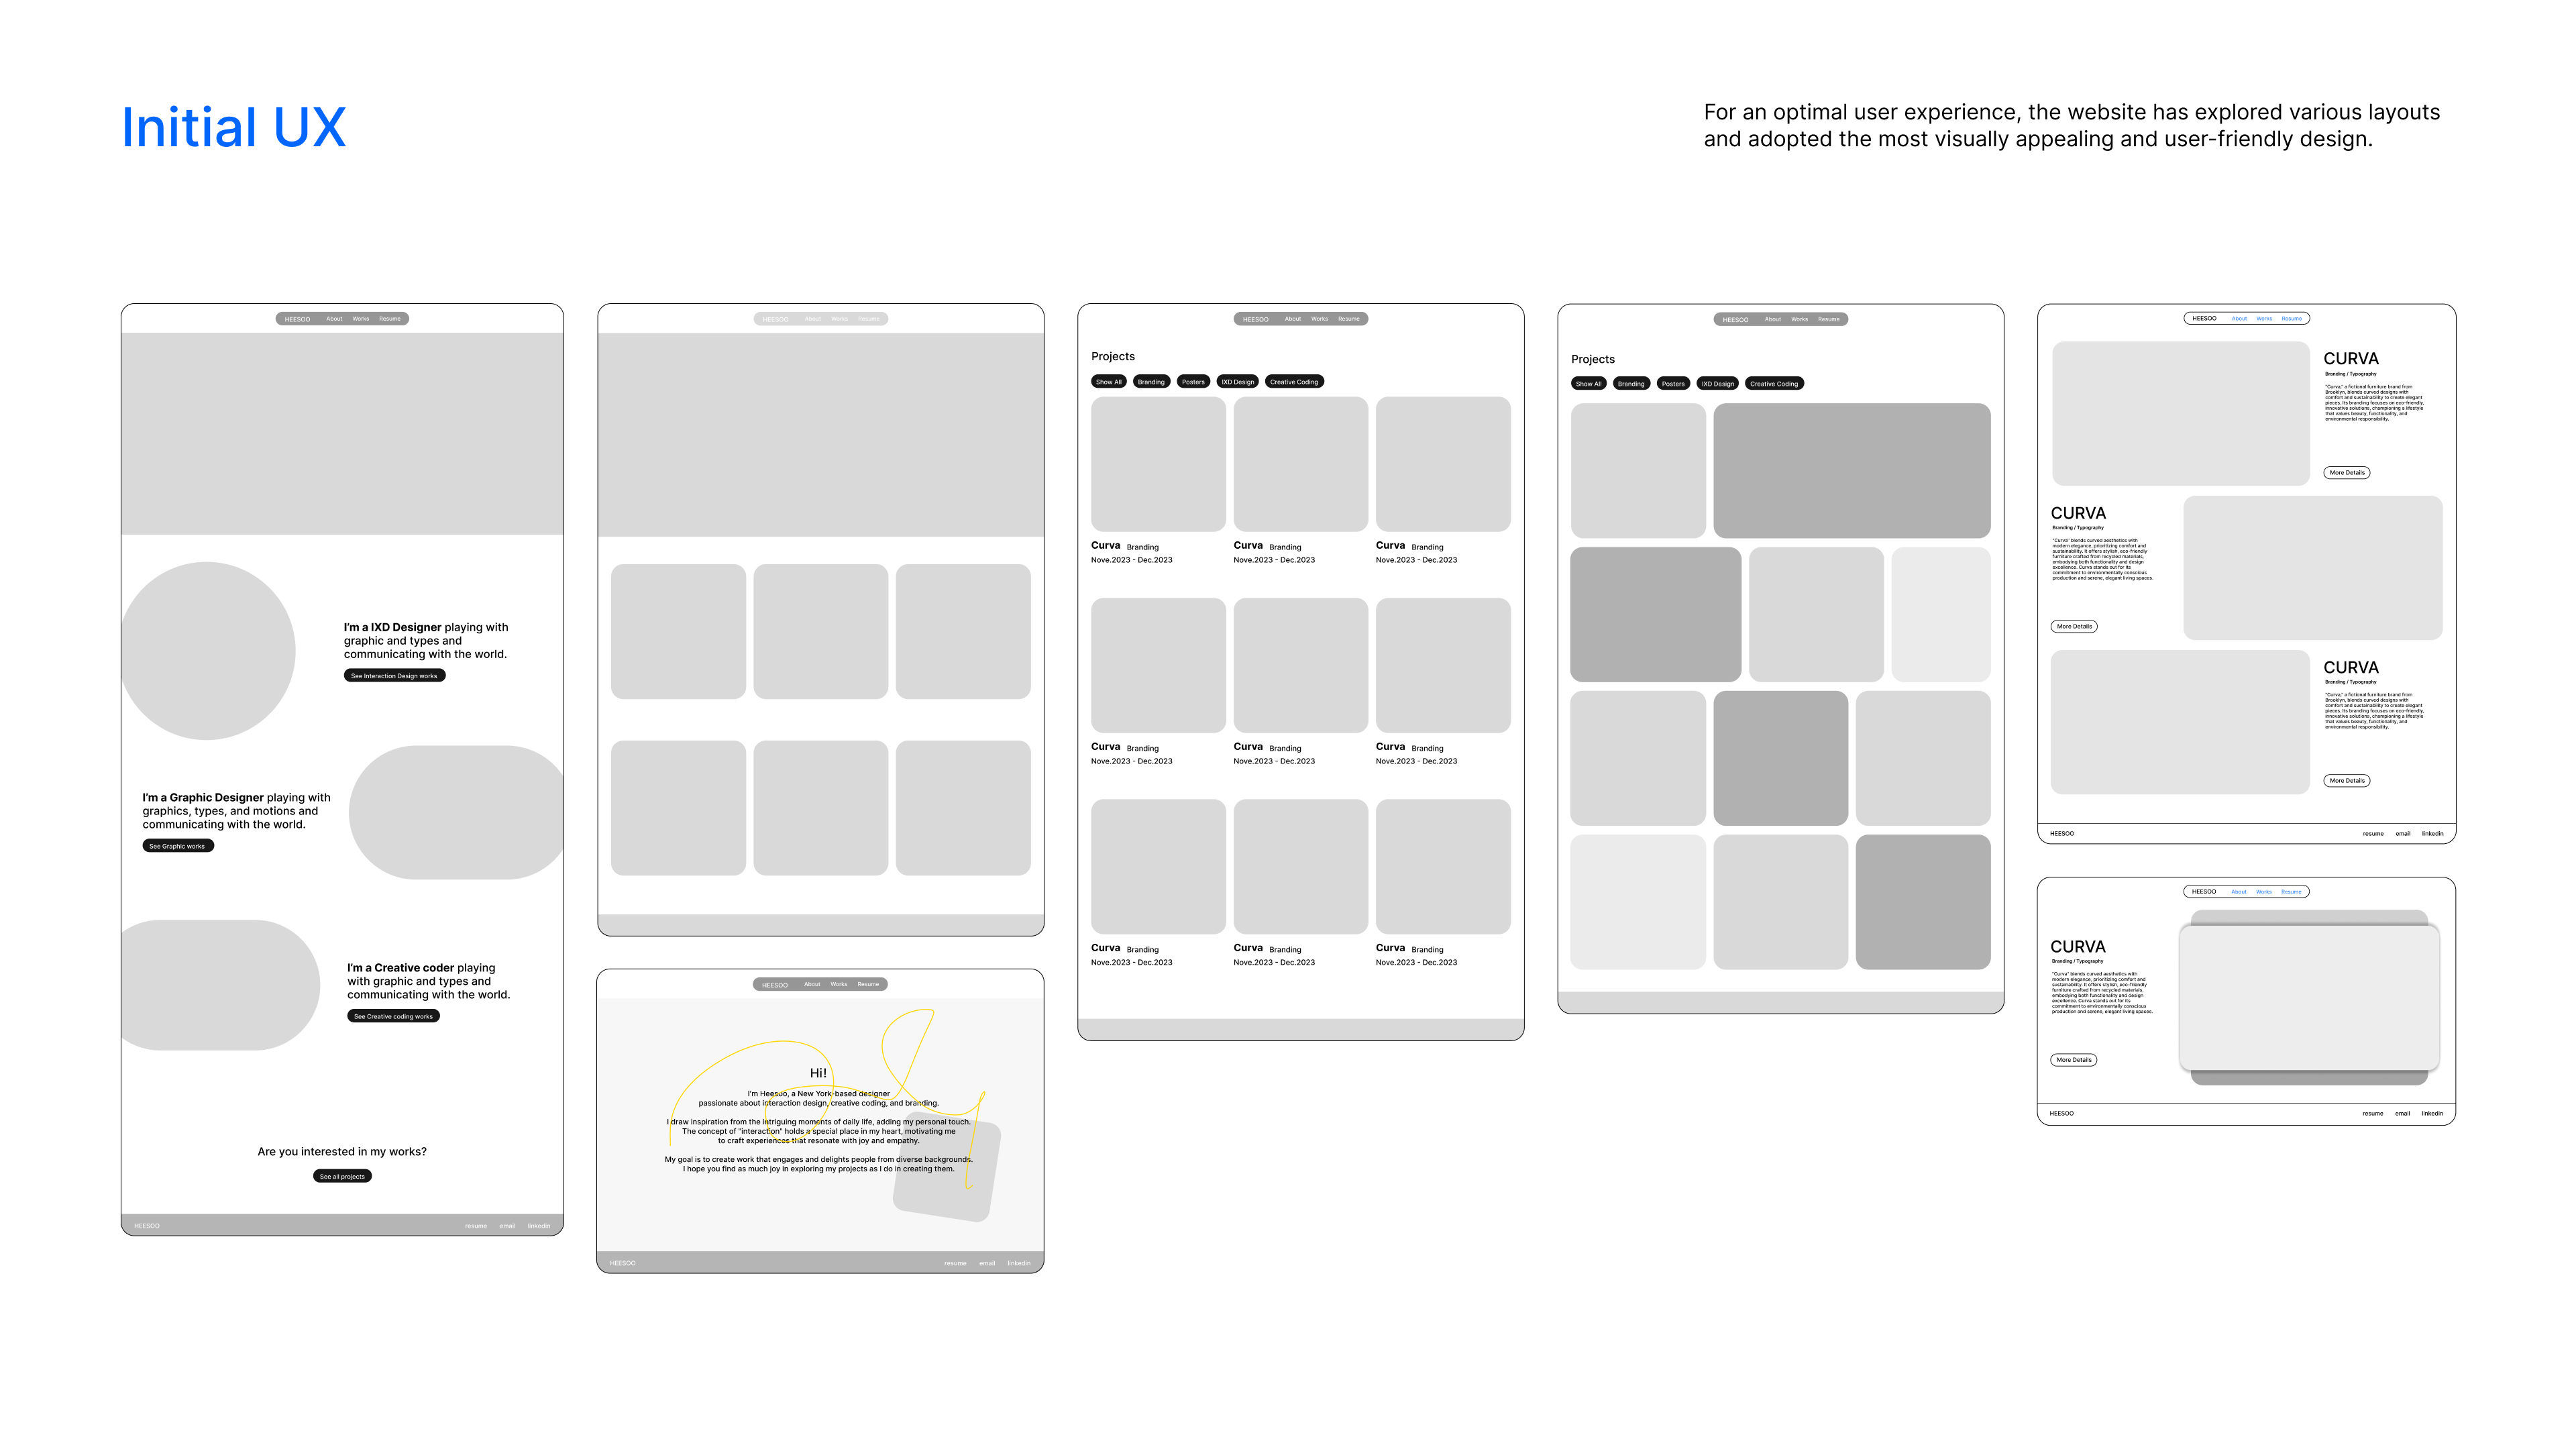 Initial UX
For an optimal user experience, the website has explored various layouts
and adopted the most visually appealing and user-friendly design.
HEESOO About Works Resume
I'm a IXD Designer playing with
graphic and types and
communicating with the world.
See Interaction Design works
I'm a Graphic Designer playing with
graphics, types, and motions and
communicating with the world.
See Graphic works
I'm a Creative coder playing
with graphic and types and
communicating with the world.
See Creative coding works
Are you interested in my works?
See all projects
HEESOO resume email linkedin
HEESOO About Works Resume
HEESOO About Works Resume
Hi!
I'm Heesoo, a New York-based designer
passionate about interaction design, creative coding, and branding.
I draw inspiration from the intriguing moments of daily life, adding my personal touch.
The concept of "interaction" holds a special place in my heart, motivating me
to craft experiences that resonate with joy and empathy.
My goal is to create work that engages and delights people from diverse backgrounds.
I hope you find as much joy in exploring my projects as I do in creating them.
HEESOO resume email linkedin
HEESOO About Works Resume
Projects
Show All Branding Posters IXD Design Creative Coding
Curva Branding Curva Branding Curva Branding
Nove.2023 - Dec.2023 Nove.2023 - Dec.2023 Nove.2023 - Dec.2023
Curva Branding Curva Branding Curva Branding
Nove.2023 - Dec.2023 Nove.2023 - Dec.2023 Nove.2023 - Dec.2023
Curva Branding Curva Branding Curva Branding
Nove.2023 - Dec.2023 Nove.2023 - Dec.2023 Nove.2023 - Dec.2023
HEESOO About Works Resume
Projects
Show All Branding Posters IXD Design Creative Coding
HEESOO About Works Resume
CURVA
Branding / Typography
"Curva," a fictional furniture brand from
Brooklyn, blends curved designs with
comfort and sustainability to create elegant
pieces. Its branding focuses on eco-friendly,
innovative solutions, championing a lifestyle
that values beauty, functionality, and
environmental responsibility.
More Details
CURVA
Branding / Typography
"Curva" blends curved aesthetics with
modern elegance, prioritizing comfort and
sustainability. It offers stylish, eco-friendly
furniture crafted from recycled materials,
embodying both functionality and design
excellence. Curva stands out for its
commitment to environmentally conscious
production and serene, elegant living spaces.
More Details
CURVA
Branding / Typography
"Curva," a fictional furniture brand from
Brooklyn, blends curved designs with
comfort and sustainability to create elegant
pieces. Its branding focuses on eco-friendly,
innovative solutions, championing a lifestyle
that values beauty, functionality, and
environmental responsibility.
More Details
HEESOO resume email linkedin
HEESOO About Works Resume
CURVA
Branding / Typography
"Curva" blends curved aesthetics with
modern elegance, prioritizing comfort and
sustainability. It offers stylish, eco-friendly
furniture crafted from recycled materials,
embodying both functionality and design
excellence. Curva stands out for its
commitment to environmentally conscious
production and serene, elegant living spaces.
More Details
HEESOO resume email linkedin